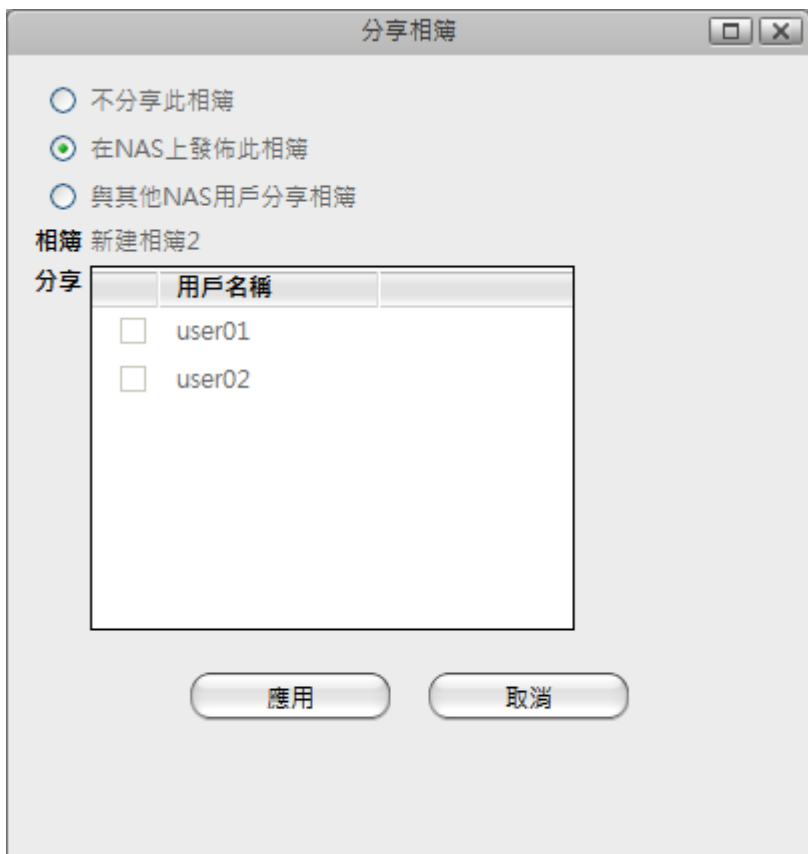 分享相簿
不分享此相簿
在NAS上發佈此相簿
與其他NAS用戶分享相簿
相簿 新建相簿2
分享 用戶名稱
user01
user02
應用 取消